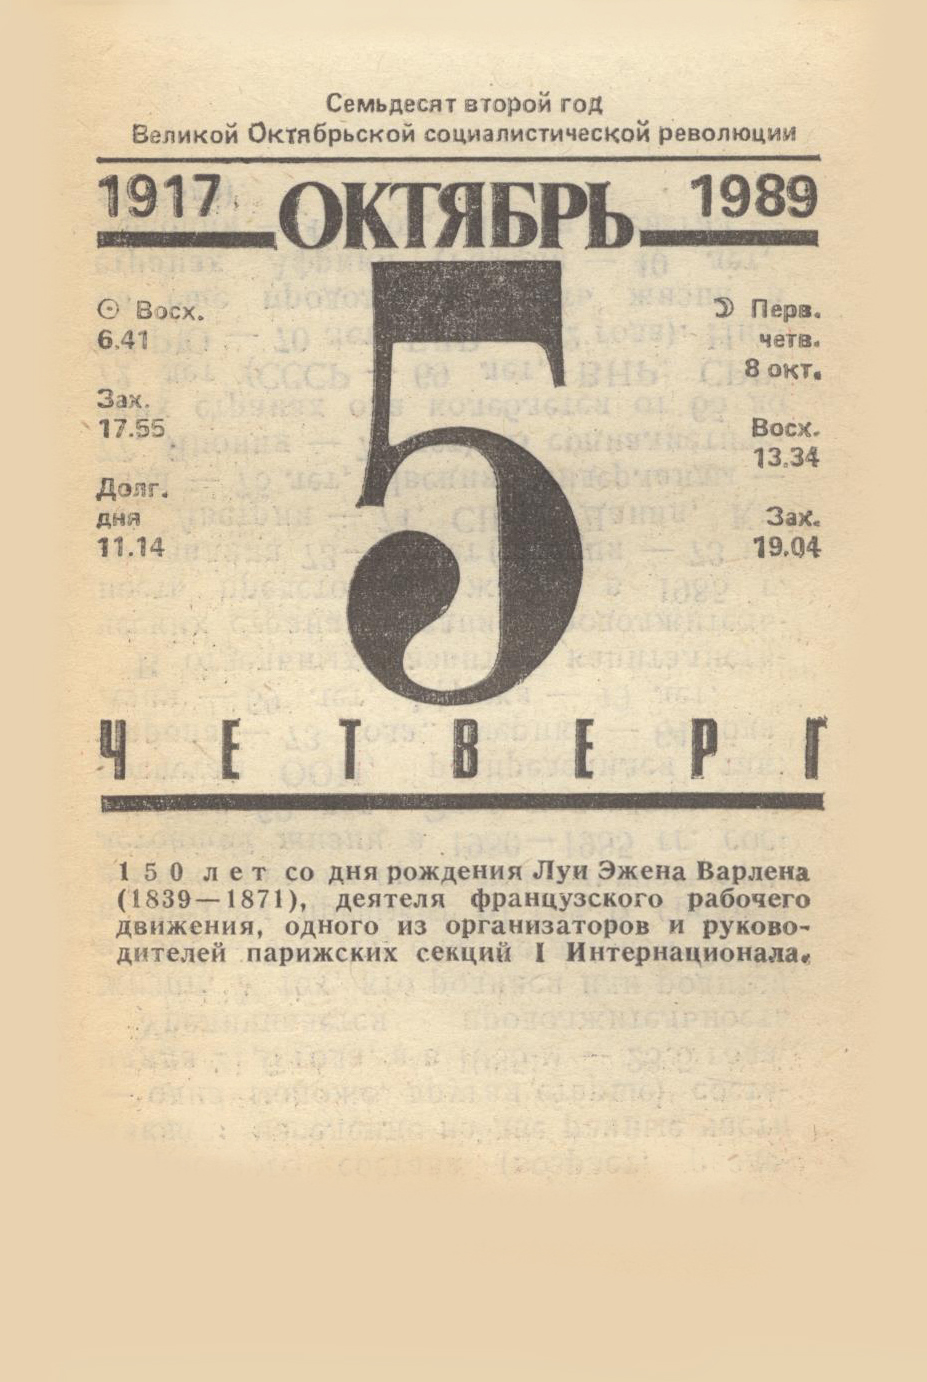 Семьдесят второй год
Великой Октябрьской социалистической революции
1917 ОКТЯБРЬ 1989
5
Восх.
6.41
Зах.
17.55
Долг.
дня
11.14
Перв.
четв.
8 окт.
Восх.
13.34
Зах.
19.04
ЧЕТВЕРГ
150 лет со дня рождения Луи Эжена Варлена
(1839—1871), деятеля французского рабочего
движения, одного из организаторов и руково-
дителей парижских секций I Интернационала.